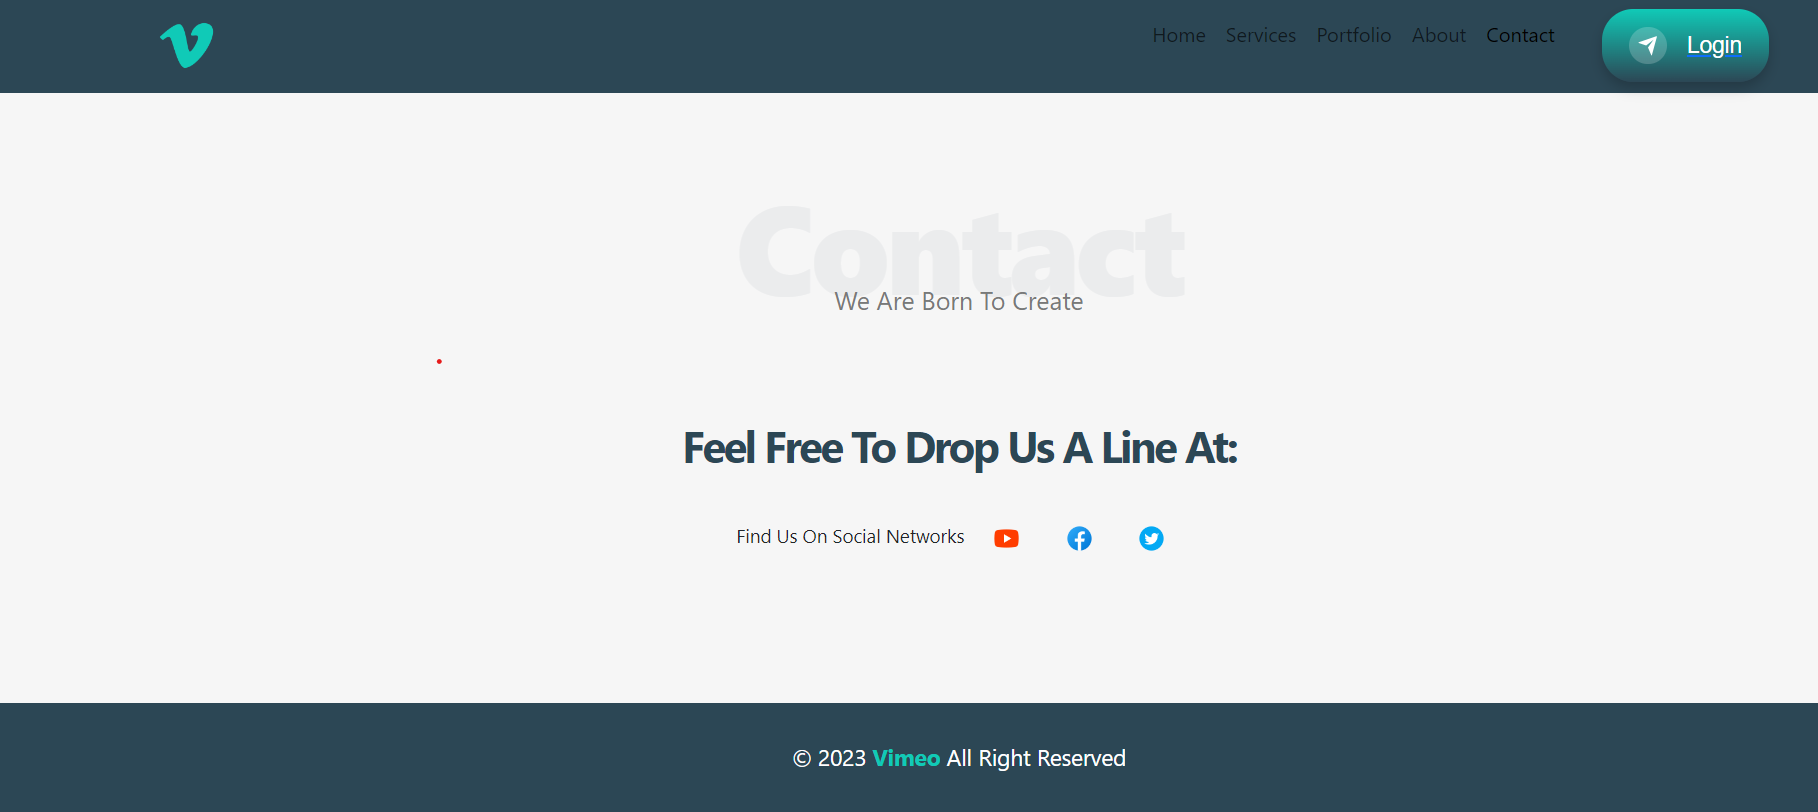 Home Services Portfolio About Contact Login
Contact
We Are Born To Create
Feel Free To Drop Us A Line At:
Find Us On Social Networks
© 2023 Vimeo All Right Reserved